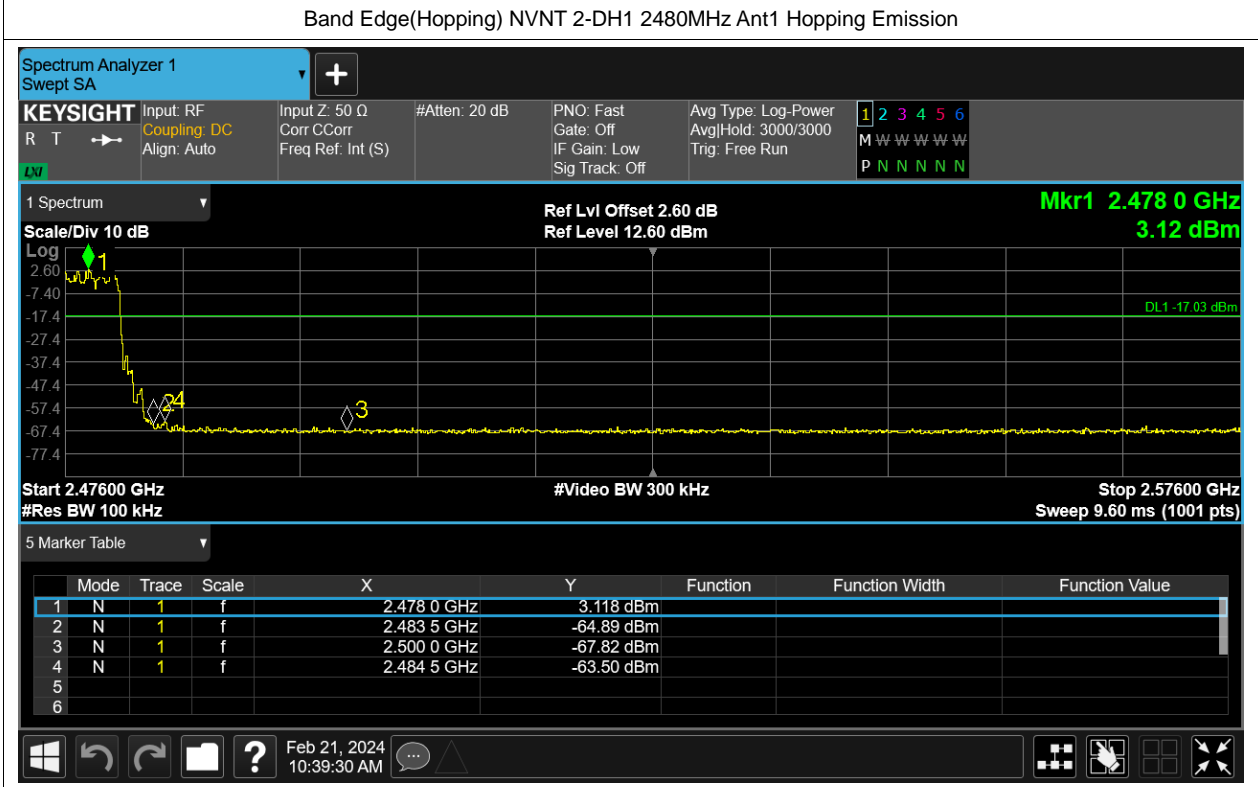 Band Edge(Hopping) NVNT 2-DH1 2480MHz Ant1 Hopping Emission
Spectrum Analyzer 1
Swept SA
KEYSIGHT
R T
LXI
Input: RF
Coupling: DC
Align: Auto
Input Z: 50 Ω
Corr CCorr
Freq Ref: Int (S)
#Atten: 20 dB
PNO: Fast
Gate: Off
IF Gain: Low
Sig Track: Off
Avg Type: Log-Power
Avg|Hold: 3000/3000
Trig: Free Run
1 2 3 4 5 6
M W W W W W
P N N N N N
1 Spectrum
Scale/Div 10 dB
Ref Lvl Offset 2.60 dB
Ref Level 12.60 dBm
Mkr1 2.478 0 GHz
3.12 dBm
Log
1
2.60
-7.40
DL1 -17.03 dBm
-17.4
-27.4
-37.4
-47.4
24
3
-57.4
-67.4
-77.4
Start 2.47600 GHz
#Video BW 300 kHz
Stop 2.57600 GHz
#Res BW 100 kHz
Sweep 9.60 ms (1001 pts)
5 Marker Table
Mode Trace Scale X Y Function Function Width Function Value
1 N 1 f 2.478 0 GHz 3.118 dBm
2 N 1 f 2.483 5 GHz -64.89 dBm
3 N 1 f 2.500 0 GHz -67.82 dBm
4 N 1 f 2.484 5 GHz -63.50 dBm
5
6
?
Feb 21, 2024
10:39:30 AM